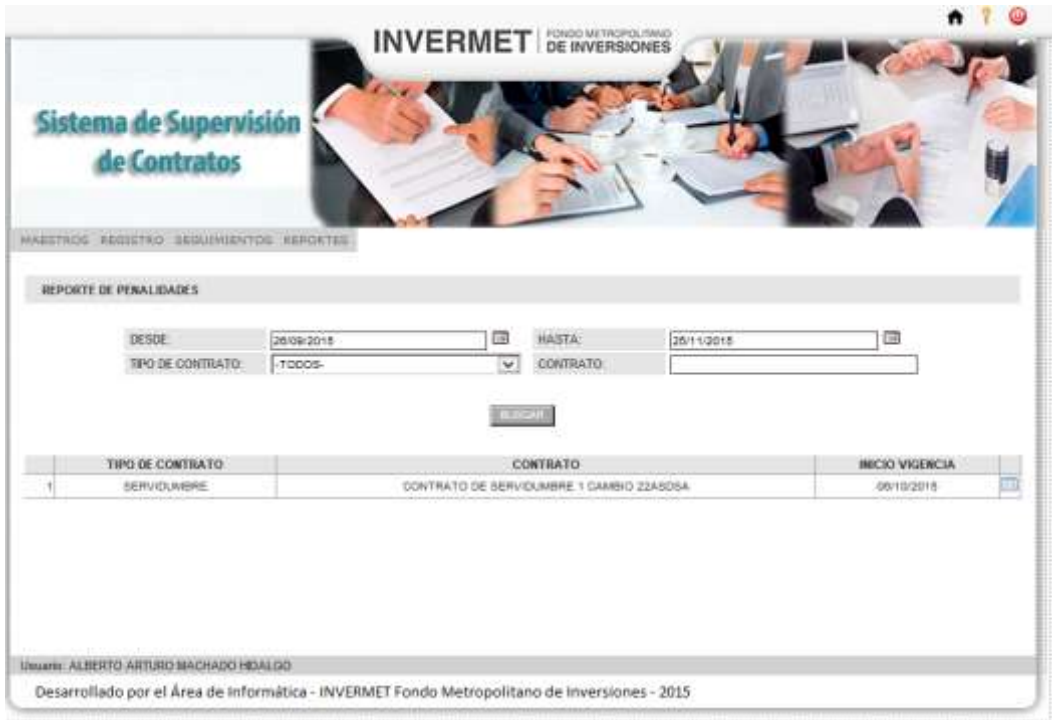 INVERMET FONDO METROPOLITANO
DE INVERSIONES
Sistema de Supervisión
de Contratos
MAESTROS REGISTRO SEGUIMIENTOS REPORTES
REPORTE DE PENALIDADES
DESDE: 26/09/2015 HASTA: 26/11/2015
TIPO DE CONTRATO: -TODOS- CONTRATO:
BUSCAR
TIPO DE CONTRATO CONTRATO INICIO VIGENCIA
1 SERVIDUMBRE CONTRATO DE SERVIDUMBRE 1 CAMBIO 22ASDSA 06/10/2015
Usuario: ALBERTO ARTURO MACHADO HIDALGO
Desarrollado por el Área de Informática - INVERMET Fondo Metropolitano de Inversiones - 2015